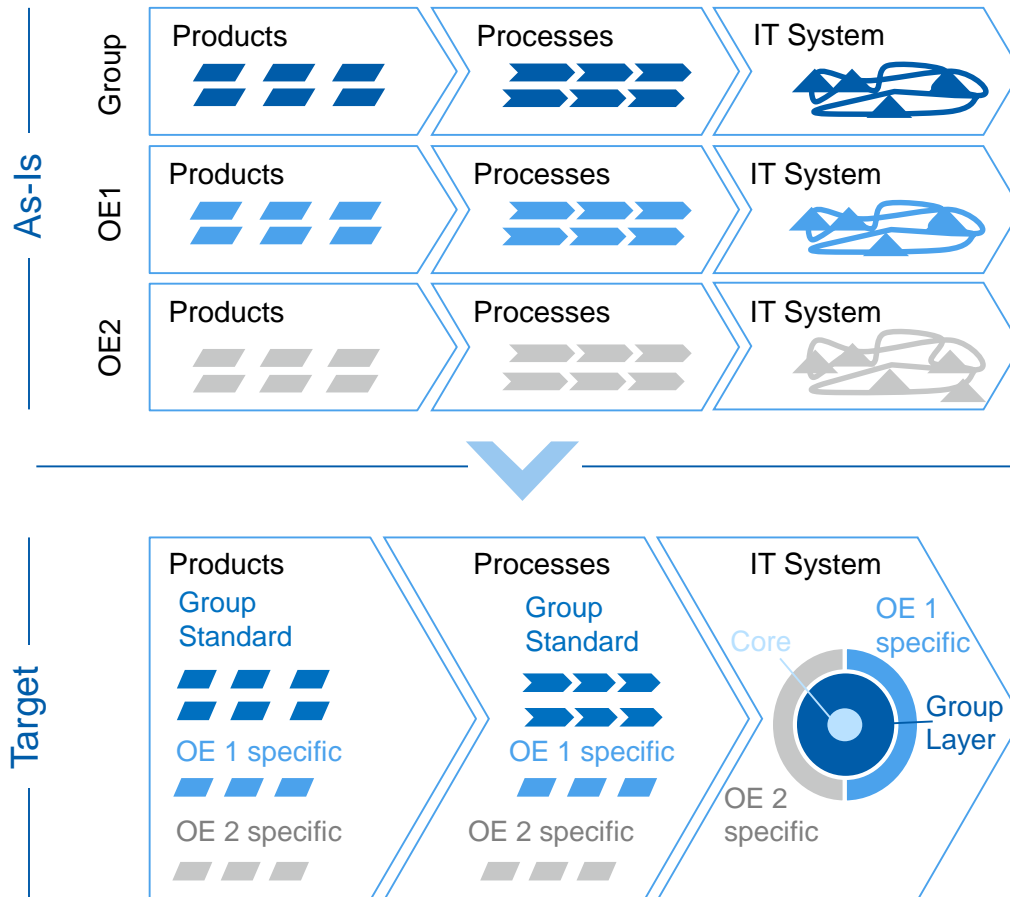 As-Is
Group
Products
Processes
IT System
OE1
Products
Processes
IT System
OE2
Products
Processes
IT System
Target
Products
Group
Standard
OE 1 specific
OE 2 specific
Processes
Group
Standard
OE 1 specific
OE 2 specific
IT System
OE 1
specific
Core
Group
Layer
OE 2
specific